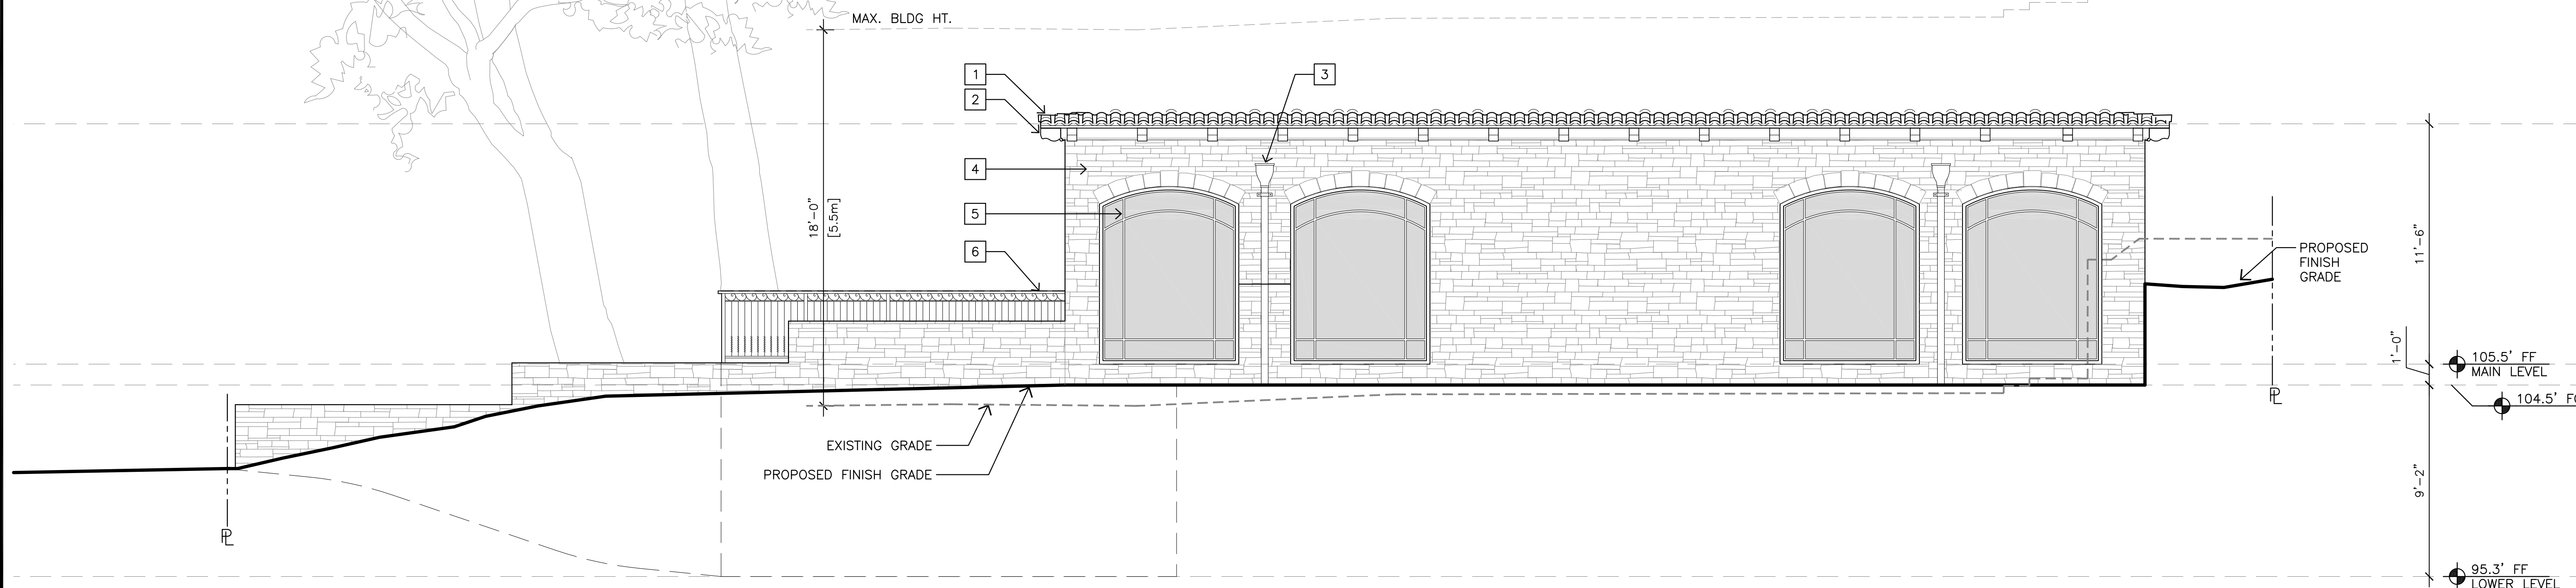 MAX. BLDG HT.
1
2
3
4
5
6
18'-0"
[5.5m]
EXISTING GRADE
PROPOSED FINISH GRADE
PROPOSED
FINISH
GRADE
PL
PL
11'-6"
1'-0"
9'-2"
105.5' FF
MAIN LEVEL
104.5'
95.3' FF
LOWER LEVEL